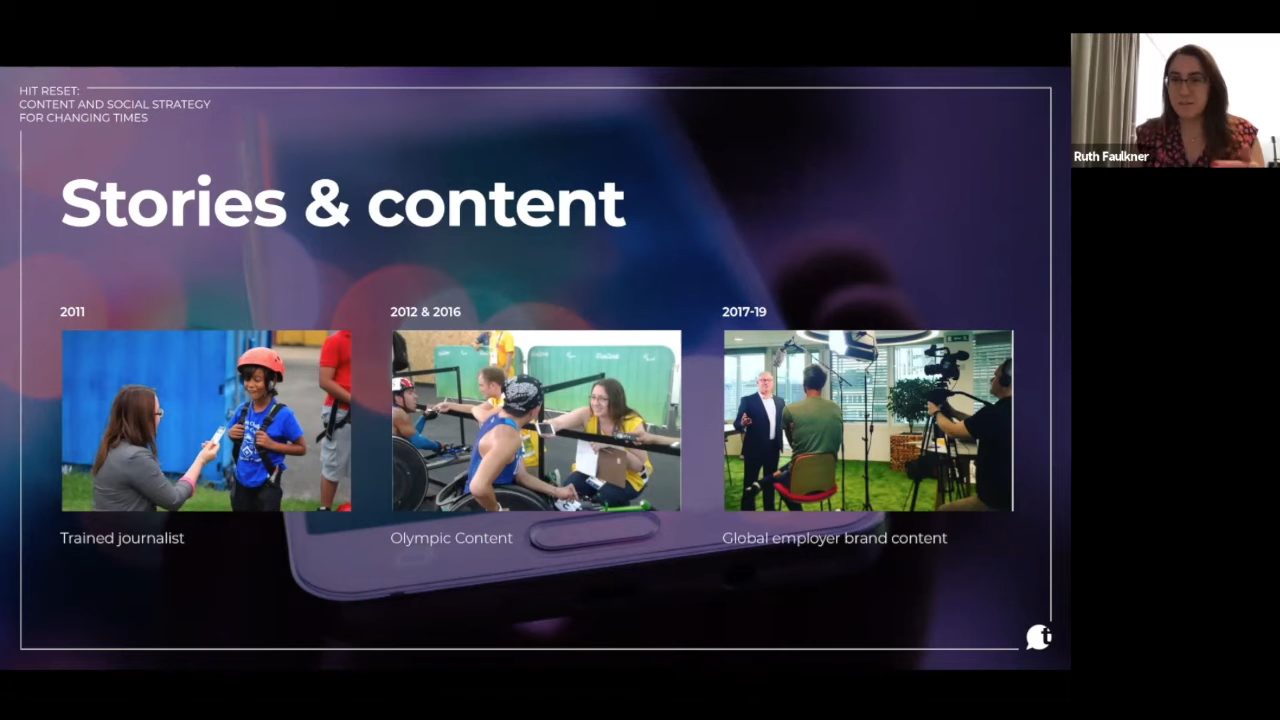 HIT RESET:
CONTENT AND SOCIAL STRATEGY
FOR CHANGING TIMES
Stories & content
2011
2012 & 2016
2017-19
Trained journalist
Olympic Content
Global employer brand content
t
Ruth Faulkner